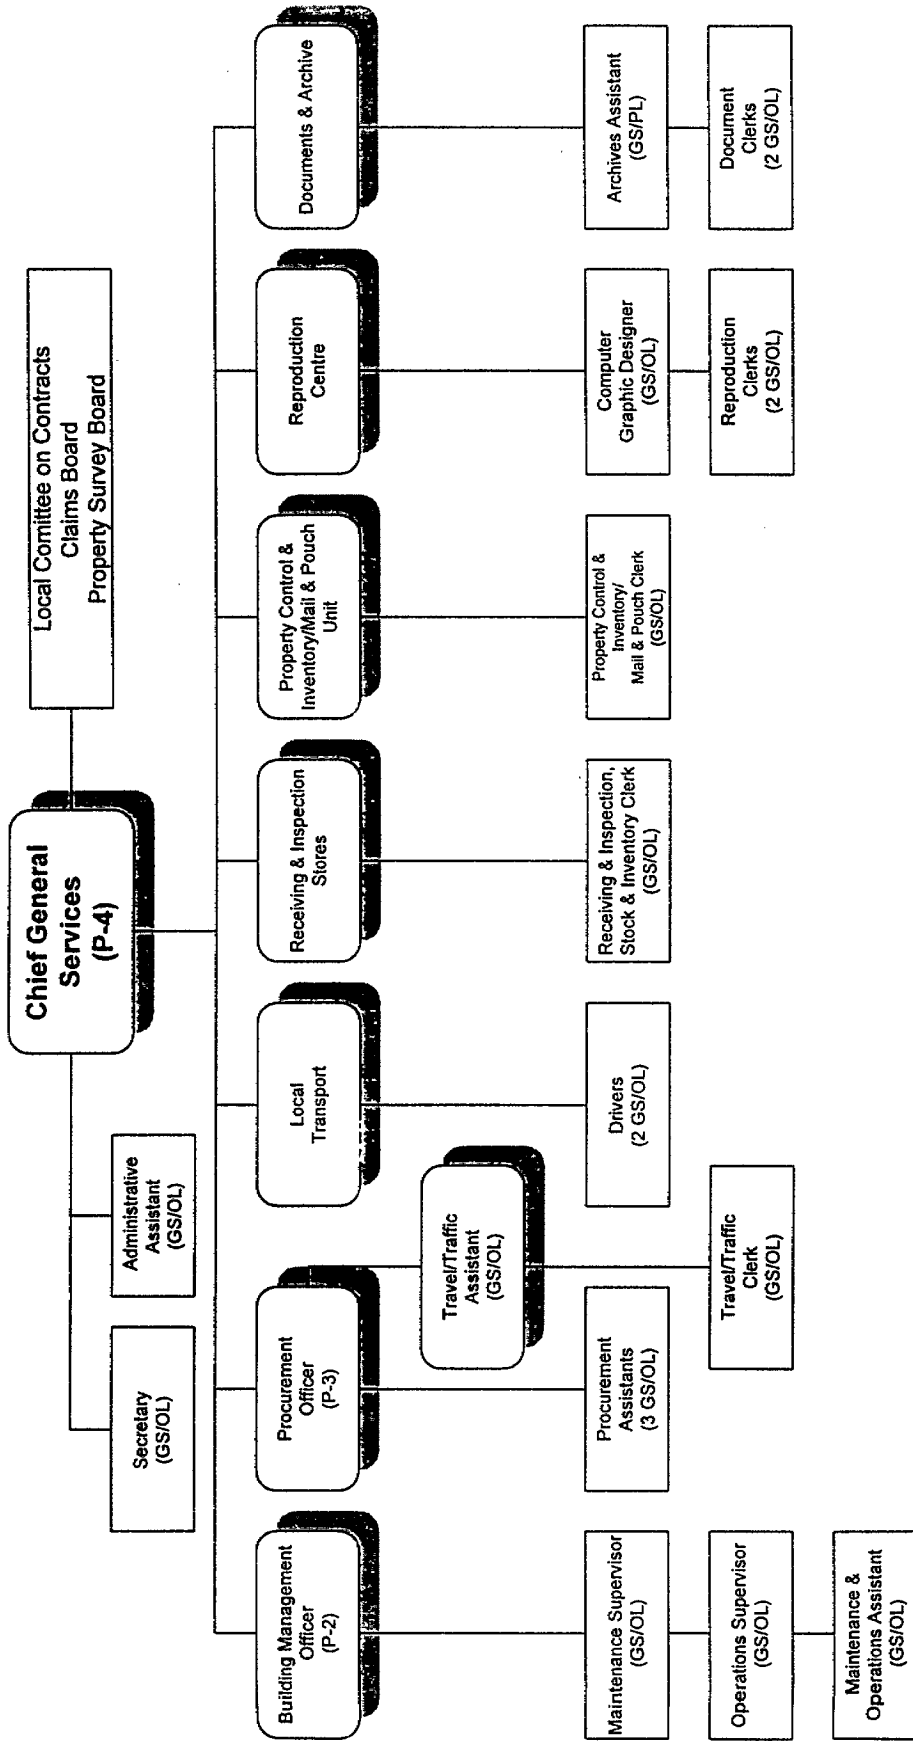 Chief General
Services
(P-4)
Local Comittee on Contracts
Claims Board
Property Survey Board
Secretary
(GS/OL)
Administrative
Assistant
(GS/OL)
Building Management
Officer
(P-2)
Procurement
Officer
(P-3)
Local
Transport
Receiving & Inspection
Stores
Property Control &
Inventory/Mail & Pouch
Unit
Reproduction
Centre
Documents & Archive
Travel/Traffic
Assistant
(GS/OL)
Maintenance Supervisor
(GS/OL)
Procurement
Assistants
(3 GS/OL)
Drivers
(2 GS/OL)
Receiving & Inspection,
Stock & Inventory Clerk
(GS/OL)
Property Control &
Inventory/
Mail & Pouch Clerk
(GS/OL)
Computer
Graphic Designer
(GS/OL)
Archives Assistant
(GS/PL)
Operations Supervisor
(GS/OL)
Travel/Traffic
Clerk
(GS/OL)
Reproduction
Clerks
(2 GS/OL)
Document
Clerks
(2 GS/OL)
Maintenance &
Operations Assistant
(GS/OL)